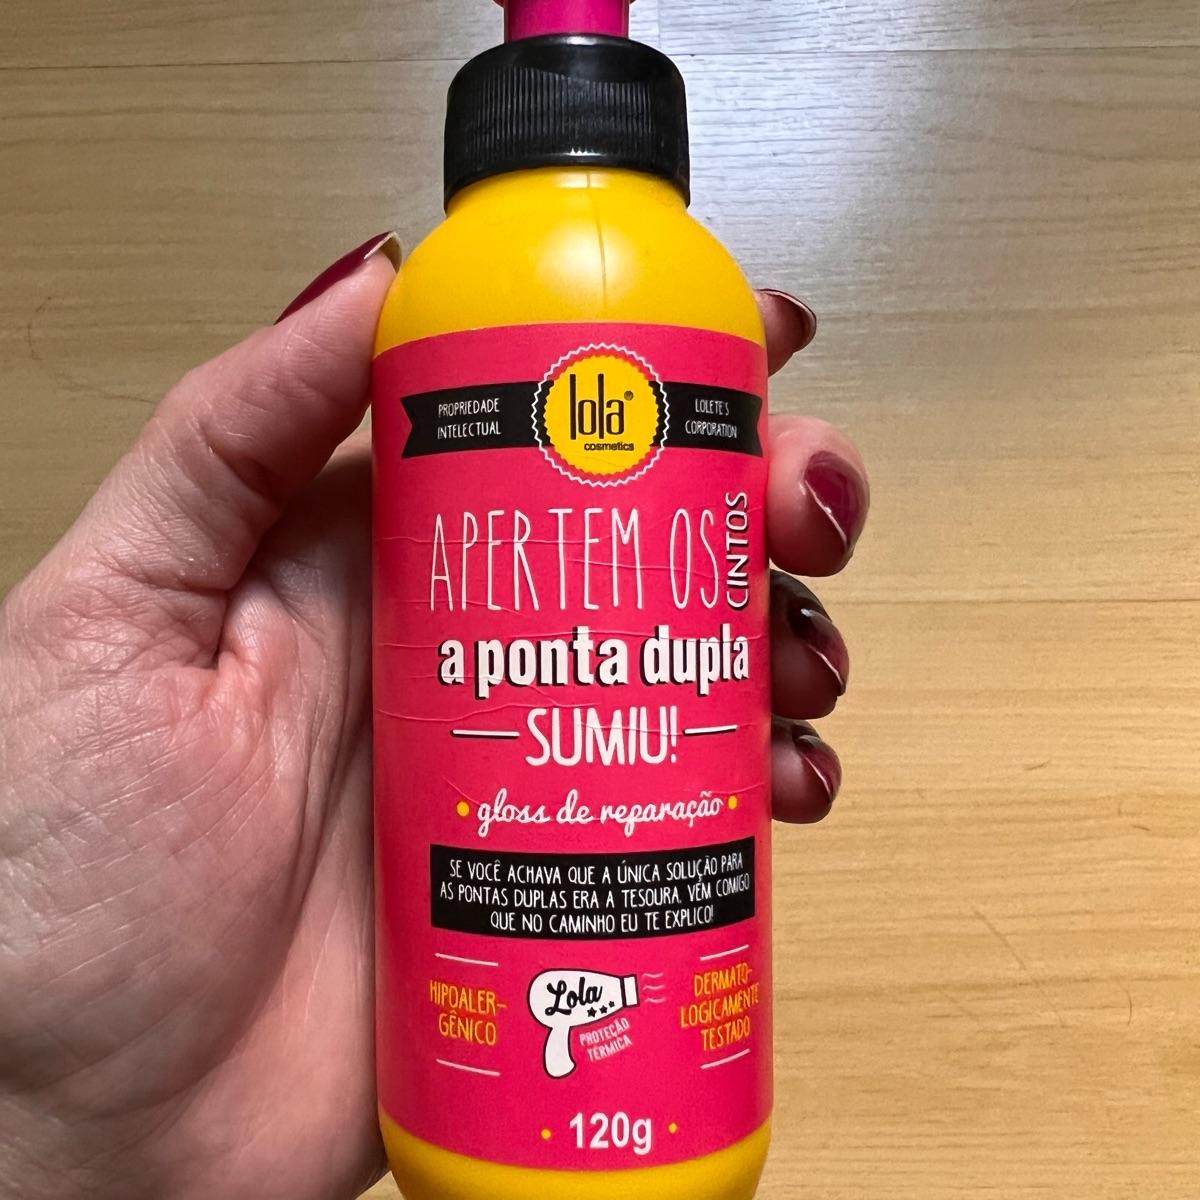 PROPRIEDADE
INTELECTUAL
lola®
cosmetics
LOLETE'S
CORPORATION
APERTEM OS
CINTOS
a ponta dupla
SUMIU!
gloss de reparação
SE VOCÊ ACHAVA QUE A ÚNICA SOLUÇÃO PARA
AS PONTAS DUPLAS ERA A TESOURA, VEM COMIGO
QUE NO CAMINHO EU TE EXPLICO!
HIPOALER-
GÊNICO
Lola
PROTEÇÃO
TÉRMICA
DERMATO-
LOGICAMENTE
TESTADO
120g